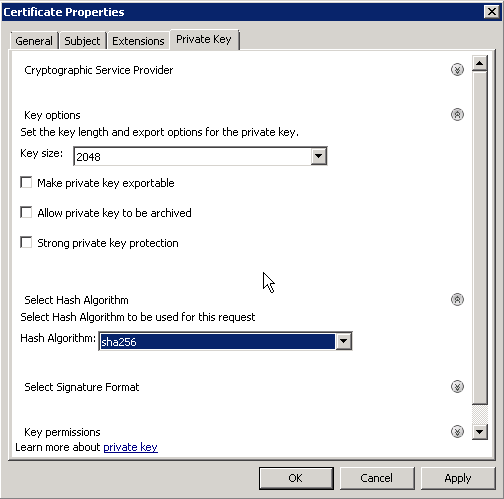 Certificate Properties
General Subject Extensions Private Key
Cryptographic Service Provider
Key options
Set the key length and export options for the private key.
Key size: 2048
Make private key exportable
Allow private key to be archived
Strong private key protection
Select Hash Algorithm
Select Hash Algorithm to be used for this request
Hash Algorithm: sha256
Select Signature Format
Key permissions
Learn more about private key
OK Cancel Apply